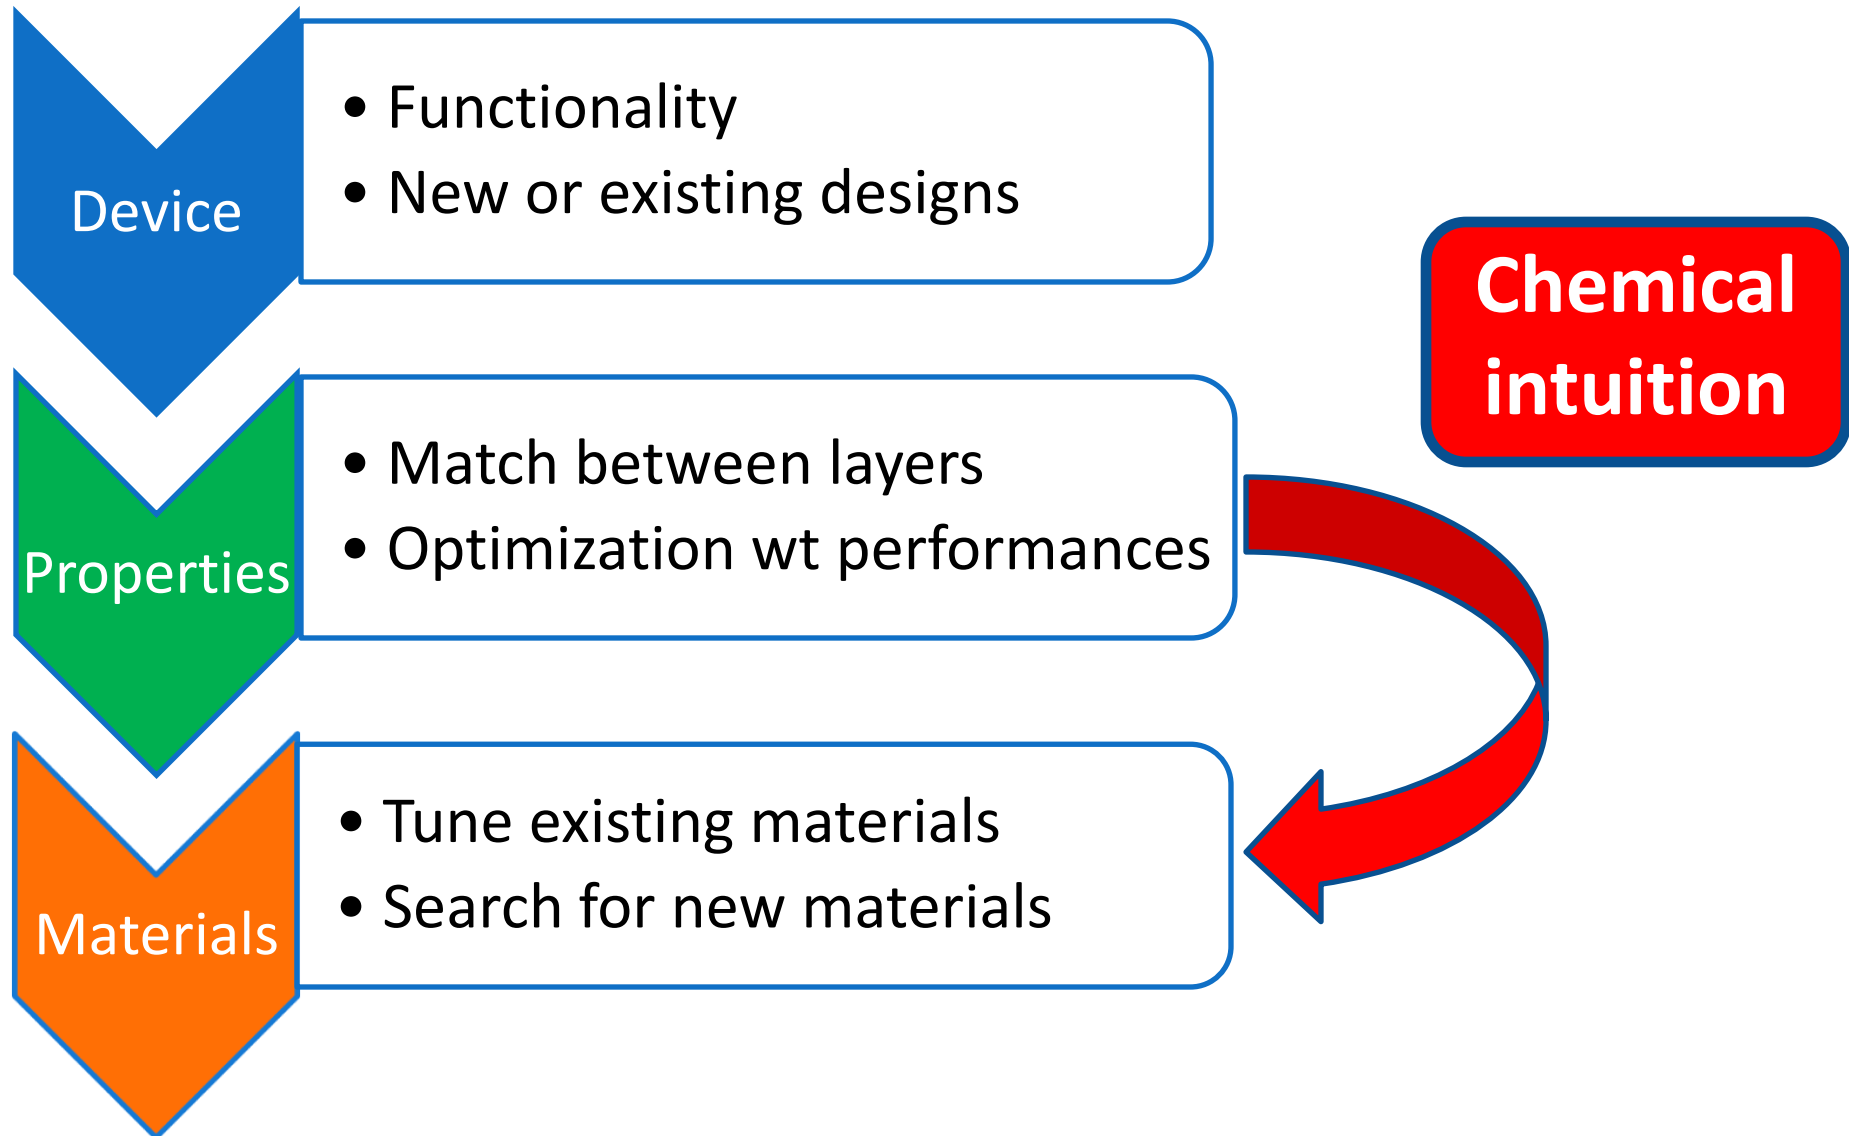 Device
• Functionality
• New or existing designs
Chemical
intuition
Properties
• Match between layers
• Optimization wt performances
Materials
• Tune existing materials
• Search for new materials